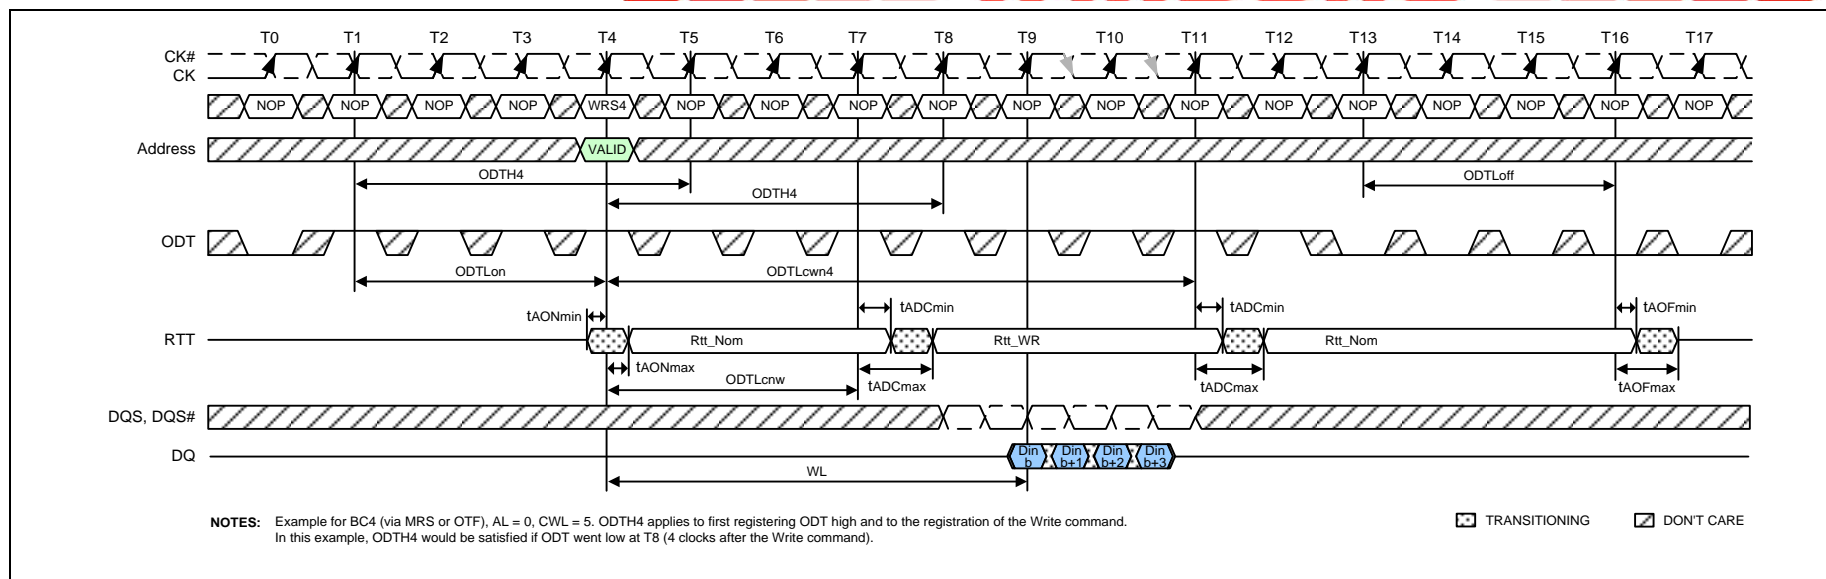 T0 T1 T2 T3 T4 T5 T6 T7 T8 T9 T10 T11 T12 T13 T14 T15 T16 T17
CK#
CK
NOP NOP NOP NOP WRS4 NOP NOP NOP NOP NOP NOP NOP NOP NOP NOP NOP NOP NOP
Address VALID
ODTH4 ODTLoff
ODTH4
ODT
ODTLon ODTLcwn4
tAONmin tADCmin tADCmin tAOFmin
RTT Rtt_Nom Rtt_WR Rtt_Nom
tAONmax ODTLcnw tADCmax tADCmax tAOFmax
DQS, DQS#
DQ Din b Din b+1 Din b+2 Din b+3
WL
NOTES: Example for BC4 (via MRS or OTF), AL = 0, CWL = 5. ODTH4 applies to first registering ODT high and to the registration of the Write command.
In this example, ODTH4 would be satisfied if ODT went low at T8 (4 clocks after the Write command).
TRANSITIONING DON'T CARE